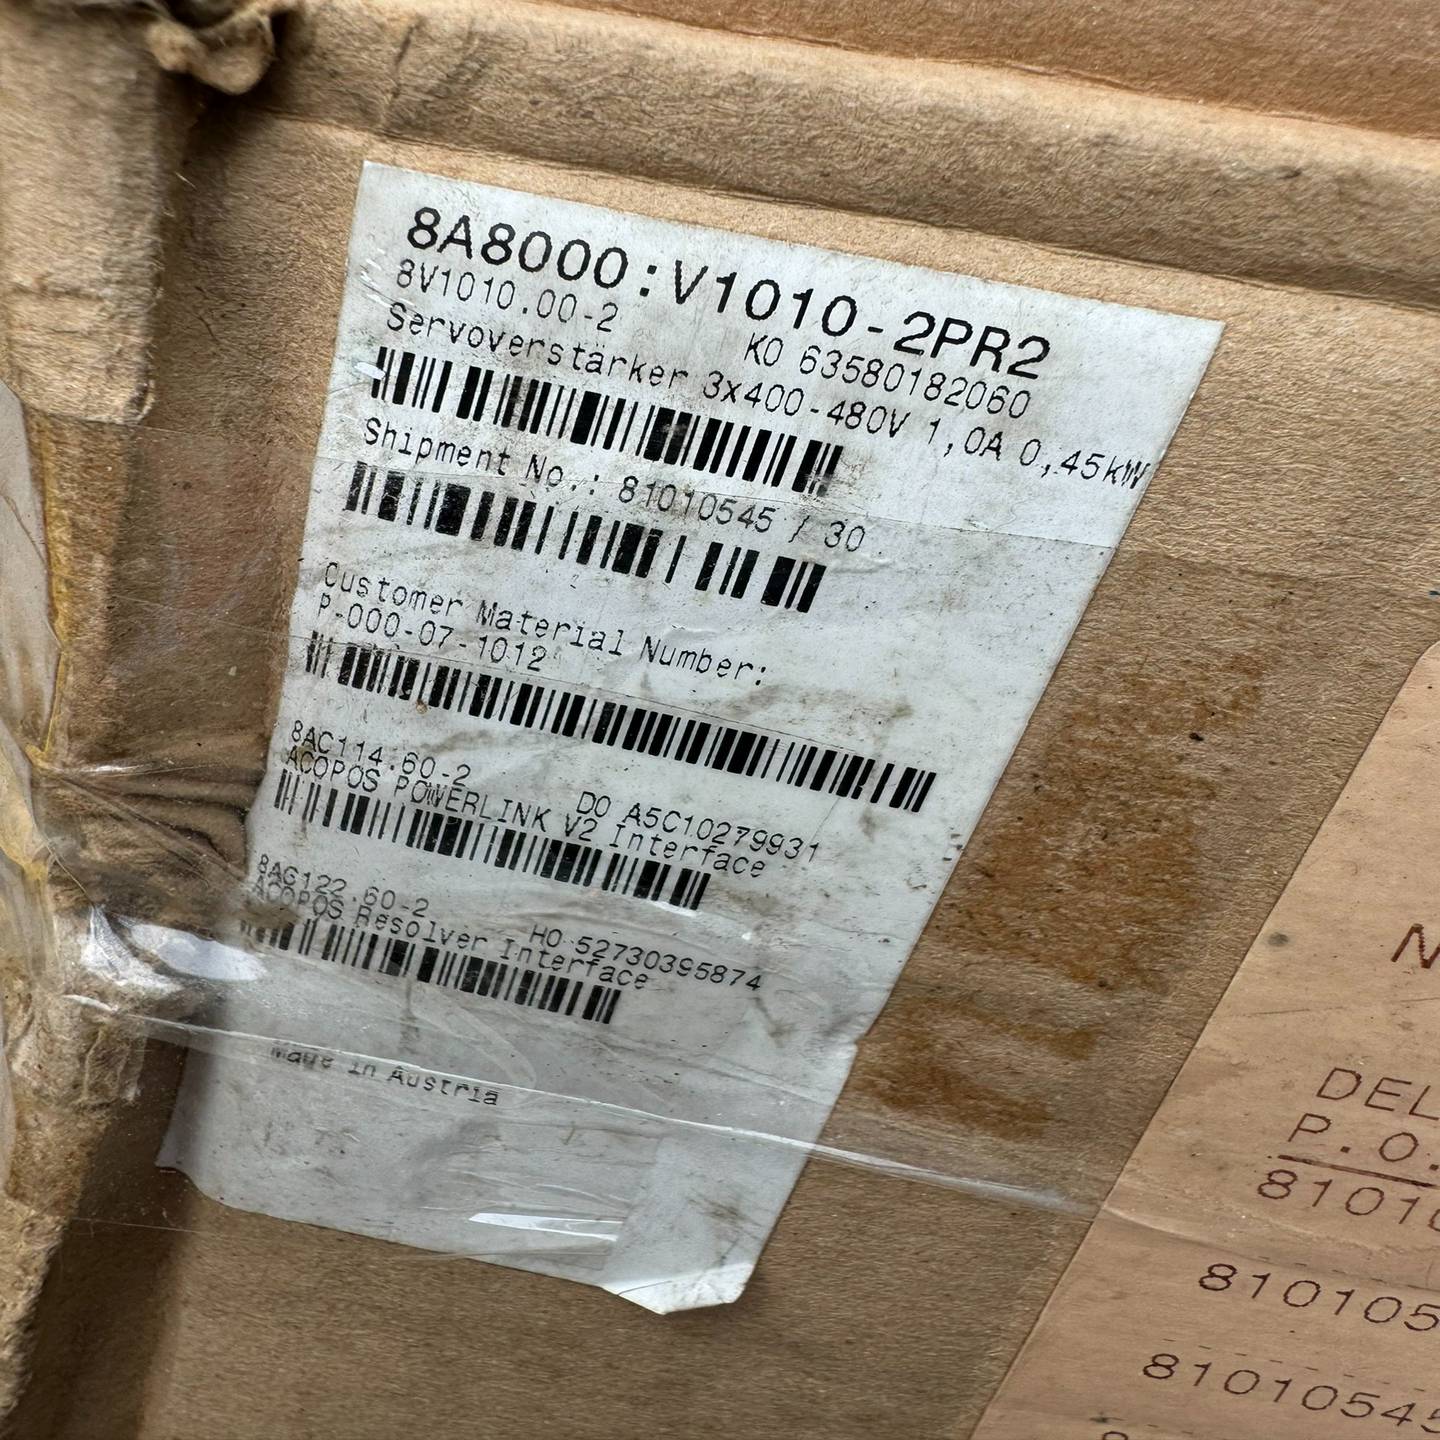 8A8000:V1010-2PR2
8V1010.00-2 K0 63580182060
Servoverstärker 3x400-480V 1,0A 0,45kW
Shipment No.: 81010545 / 30
Customer Material Number:
P-000-07-1012
8AC114.60-2 D0 A5C10279931
ACOPOS POWERLINK V2 Interface
8AC122.60-2 H0 52730395874
ACOPOS Resolver Interface
Made in Austria
N
DEL
P.O.
8101
810105
81010545